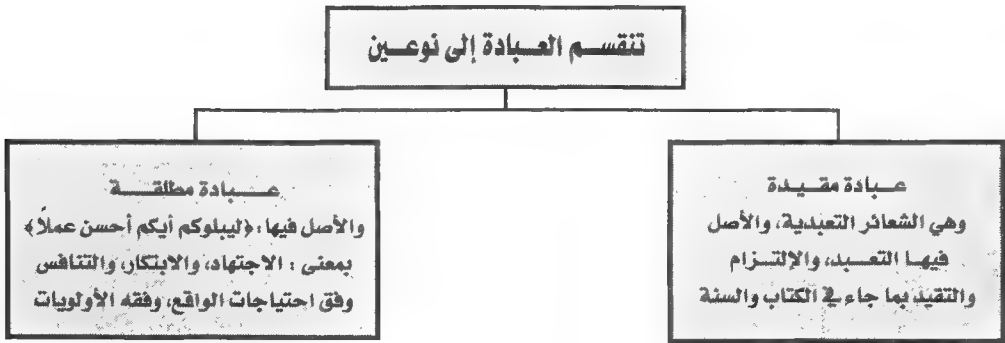 تنقسم العبادة إلى نوعين
عبادة مقيدة
وهي الشعائر التعبدية، والأصل
فيها التعبد، والإلتزام
والتقيد بما جاء في الكتاب والسنة
عبادة مطلقة
والأصل فيها: ﴿ليبلوكم أيكم أحسن عملاً﴾
بمعنى: الاجتهاد، والابتكار، والتنافس
وفق احتياجات الواقع، وفقه الأولويات